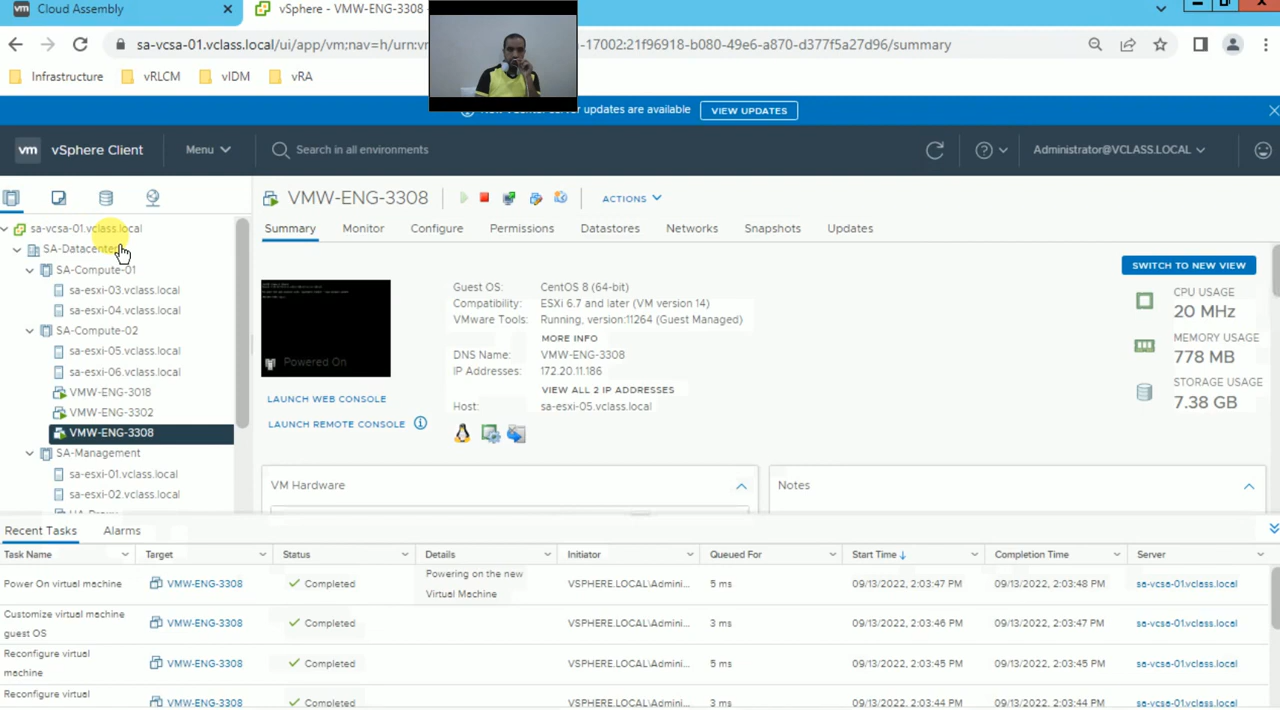 vm Cloud Assembly
vSphere - VMW-ENG-3308 -
sa-vcsa-01.vclass.local/ui/app/vm;nav=h/urn:vr
-17002:21f96918-b080-49e6-a870-d377f5a27d96/summary
Infrastructure vRLCM vIDM vRA
server updates are available VIEW UPDATES
vm vSphere Client Menu Search in all environments Administrator@VCLASS.LOCAL
VMW-ENG-3308 ACTIONS
sa-vcsa-01.vclass.local
SA-Datacenter
SA-Compute-01
sa-esxi-03.vclass.local
sa-esxi-04.vclass.local
SA-Compute-02
sa-esxi-05.vclass.local
sa-esxi-06.vclass.local
VMW-ENG-3018
VMW-ENG-3302
VMW-ENG-3308
SA-Management
sa-esxi-01.vclass.local
sa-esxi-02.vclass.local
Summary Monitor Configure Permissions Datastores Networks Snapshots Updates
SWITCH TO NEW VIEW
Powered On
Guest OS: CentOS 8 (64-bit)
Compatibility: ESXi 6.7 and later (VM version 14)
VMware Tools: Running, version:11264 (Guest Managed)
MORE INFO
DNS Name: VMW-ENG-3308
IP Addresses: 172.20.11.186
VIEW ALL 2 IP ADDRESSES
Host: sa-esxi-05.vclass.local
LAUNCH WEB CONSOLE
LAUNCH REMOTE CONSOLE
CPU USAGE
20 MHz
MEMORY USAGE
778 MB
STORAGE USAGE
7.38 GB
VM Hardware
Notes
Recent Tasks Alarms
Task Name Target Status Details Initiator Queued For Start Time Completion Time Server
Power On virtual machine VMW-ENG-3308 Completed Powering on the new Virtual Machine VSPHERE.LOCAL\Admini... 5 ms 09/13/2022, 2:03:47 PM 09/13/2022, 2:03:48 PM sa-vcsa-01.vclass.local
Customize virtual machine guest OS VMW-ENG-3308 Completed VSPHERE.LOCAL\Admini... 5 ms 09/13/2022, 2:03:46 PM 09/13/2022, 2:03:46 PM sa-vcsa-01.vclass.local
Reconfigure virtual machine VMW-ENG-3308 Completed VSPHERE.LOCAL\Admini... 5 ms 09/13/2022, 2:03:45 PM 09/13/2022, 2:03:45 PM sa-vcsa-01.vclass.local
Reconfigure virtual VMW-ENG-3308 Completed VSPHERE.LOCAL\Admini... 3 ms 09/13/2022, 2:03:44 PM 09/13/2022, 2:03:44 PM sa-vcsa-01.vclass.local